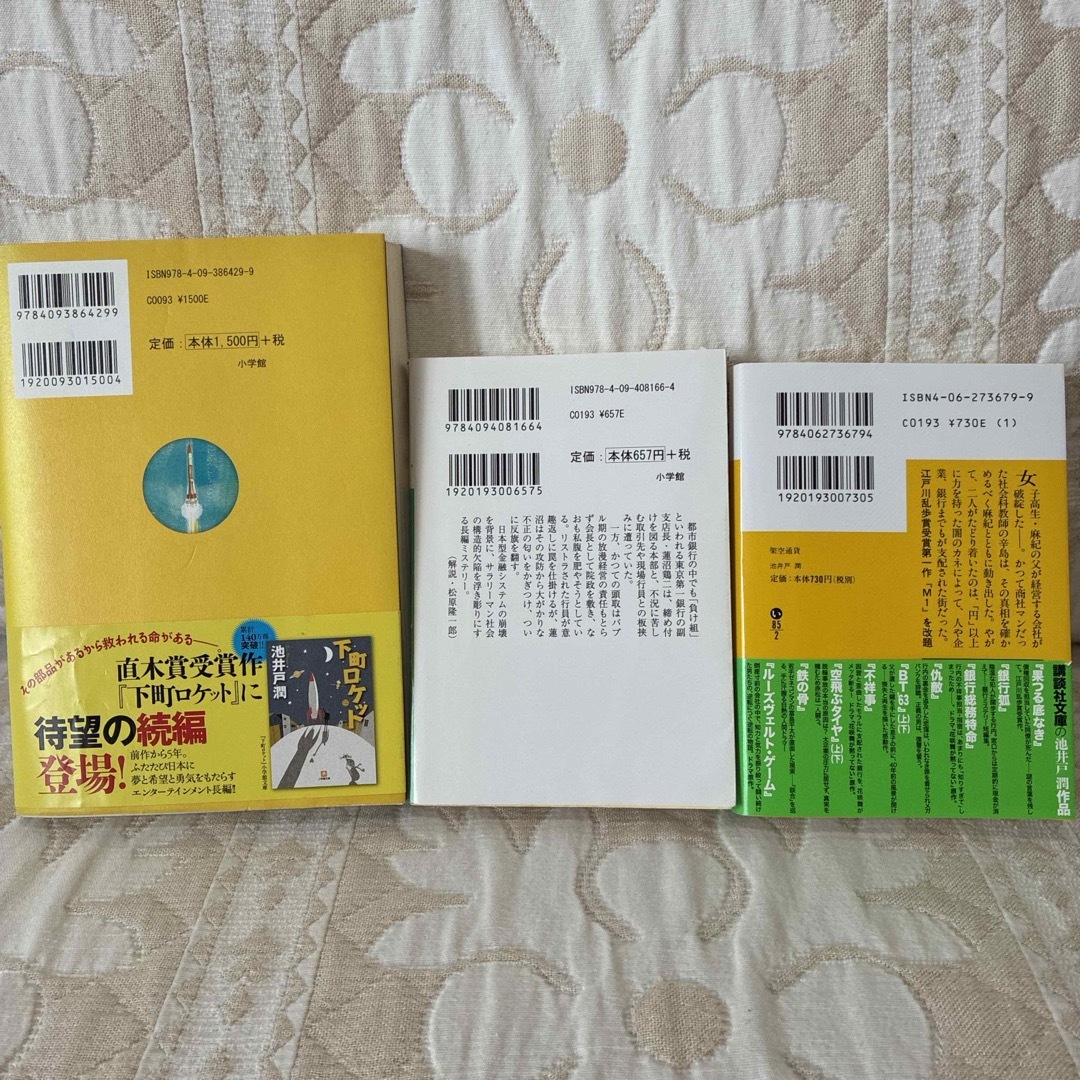 ISBN978-4-09-386429-9
C0093 ¥1500E
9784093864299
定価：本体1,500円＋税
小学館
1920093015004
その部品があるから救われる命がある
累計
突破!!
直木賞受賞作
『下町ロケット』に
待望の続編
登場!
前作から5年。
ふたたび日本に
夢と希望と勇気をもたらす
エンターテインメント長編!!
下町ロケット
池井戸潤
ISBN978-4-09-408166-4
C0193 ¥657E
9784094081664
定価：本体657円＋税
小学館
1920193006575
都市銀行の中でも「負け組」
といわれる東京第一銀行の副
支店長・蓮沼鶏二は、締め付
けを図る本部と、不況に苦し
む取引先や現場行員との板挟
みに遭っていた。
一方、かつての頭取はバブ
ル期の放漫経営の責任もとら
ず会長として院政を敷き、な
おも私腹を肥やそうとしてい
る。リストラされた行員が意
趣返しに罠を仕掛けるが、蓮
沼はその攻防から大がかりな
不正の匂いをかぎつけ、つい
に反旗を翻す。
日本型金融システムの崩壊
を背景に、サラリーマン社会
の構造的欠陥を浮き彫りにす
る長編ミステリー。
〈解説・松原隆一郎〉
ISBN4-06-273679-9
C0193 ¥730E (1)
9784062736794
1920193007305
女子高生・麻紀の父が経営する会社が
破綻した――。かつて商社マンだっ
た社会科教師の辛島は、その真相を確か
めるべく麻紀とともに動き出した。やが
て、二人がたどり着いたのは、「円」以上
に力を持った闇のカネによって、人や企
業、銀行までもが支配された街だった。
江戸川乱歩賞受賞第一作『M1』を改題
架空通貨
池井戸 潤
定価：本体730円(税別)
い
85
2
講談社文庫の池井戸 潤作品
『果つる底なき』
『銀行狐』
『銀行総務特命』
『仇敵』
『BT'63』(上)(下)
『不祥事』
『空飛ぶタイヤ』(上)(下)
『鉄の骨』
『ルーズヴェルト・ゲーム』